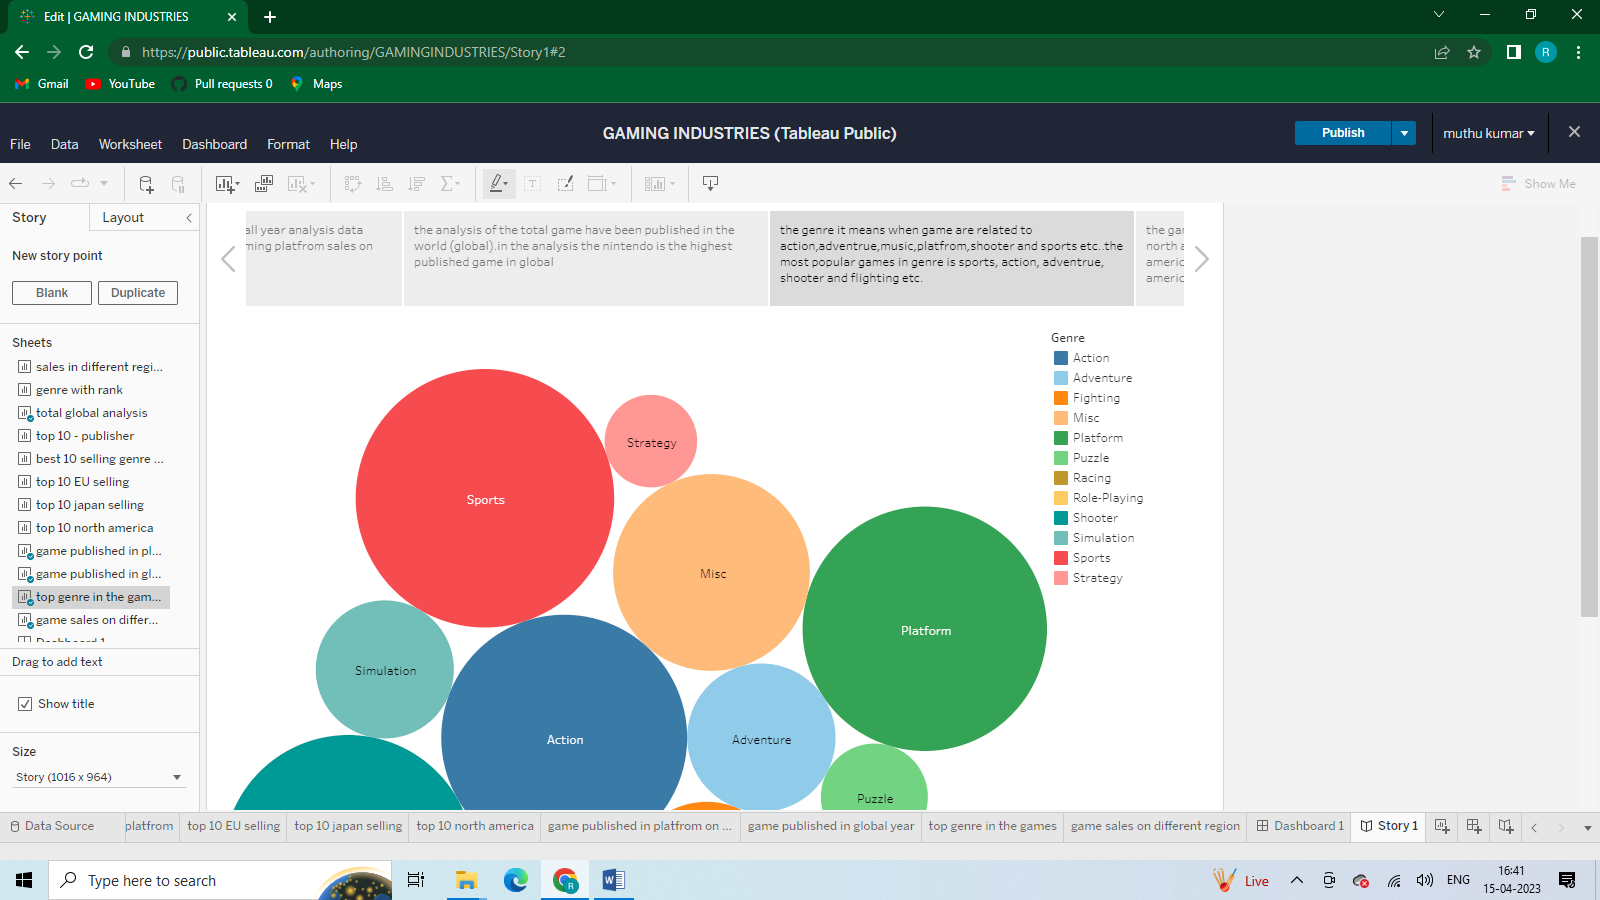 Edit | GAMING INDUSTRIES
https://public.tableau.com/authoring/GAMINGINDUSTRIES/Story1#2
R
Gmail YouTube Pull requests 0 Maps
GAMING INDUSTRIES (Tableau Public)
Publish
muthu kumar
File Data Worksheet Dashboard Format Help
Show Me
Story Layout
New story point
Blank Duplicate
Sheets
sales in different regi...
genre with rank
total global analysis
top 10 - publisher
best 10 selling genre ...
top 10 EU selling
top 10 japan selling
top 10 north america
game published in pl...
game published in gl...
top genre in the gam...
game sales on differ...
Dashboard 1
Drag to add text
Show title
Size
Story (1016 x 964)
all year analysis data
ming platfrom sales on
the analysis of the total game have been published in the
world (global).in the analysis the nintendo is the highest
published game in global
the genre it means when game are related to
action,adventrue,music,platfrom,shooter and sports etc..the
most popular games in genre is sports, action, adventrue,
shooter and flighting etc.
the gar
north a
americ
americ
Genre
Action
Adventure
Fighting
Misc
Platform
Puzzle
Racing
Role-Playing
Shooter
Simulation
Sports
Strategy
Strategy
Sports
Misc
Platform
Simulation
Action
Adventure
Puzzle
Data Source platfrom top 10 EU selling top 10 japan selling top 10 north america game published in platfrom on ... game published in global year top genre in the games game sales on different region Dashboard 1 Story 1
Type here to search
Live
ENG
16:41
15-04-2023